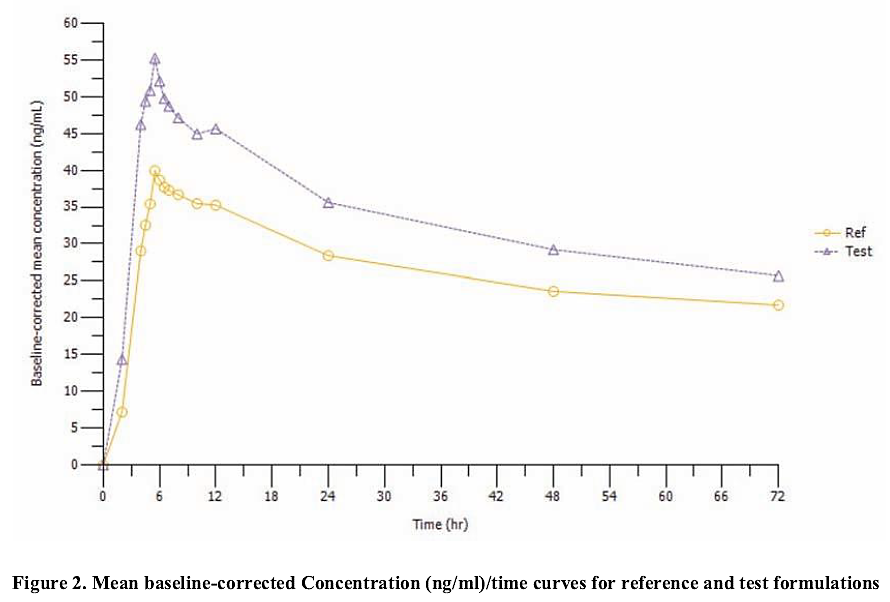 60
55
50
45
40
35
30
25
20
15
10
5
0
Baseline-corrected mean concentration (ng/mL)
0 6 12 18 24 30 36 42 48 54 60 66 72
Time (hr)
Ref
Test
Figure 2. Mean baseline-corrected Concentration (ng/ml)/time curves for reference and test formulations